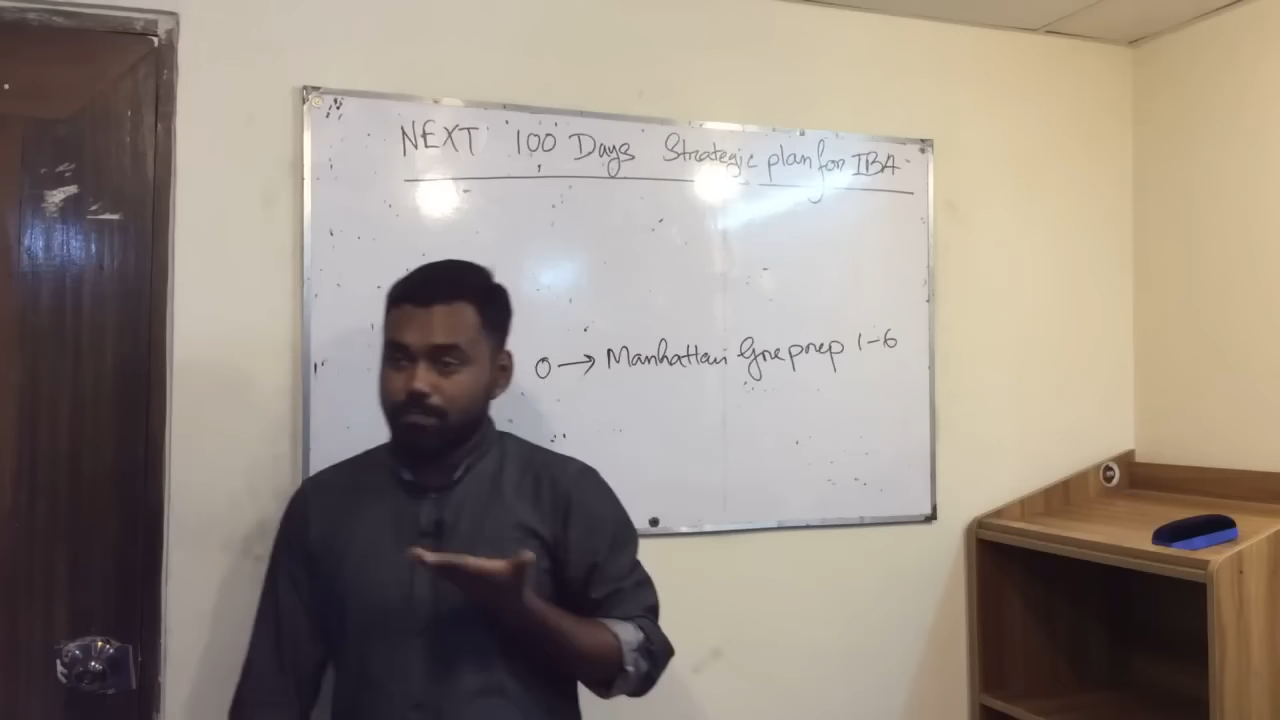 NEXT 100 Days Strategic plan for IBA
0 → Manhattan Gre prep 1-6